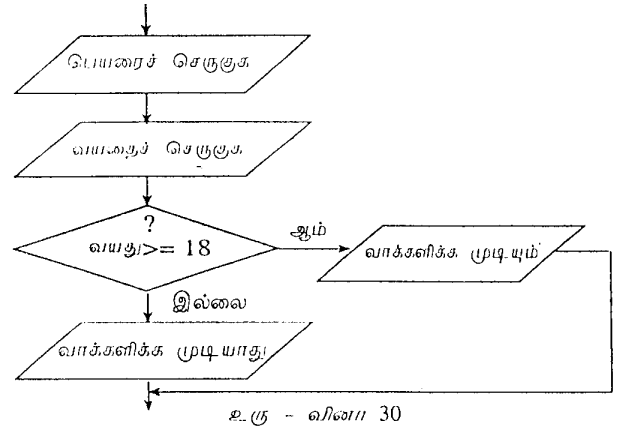 பெயரைச் செருகுக
வயதைச் செருகுக
?
வயது>= 18
ஆம்
வாக்களிக்க முடியும்
இல்லை
வாக்களிக்க முடியாது
உரு - வினா 30